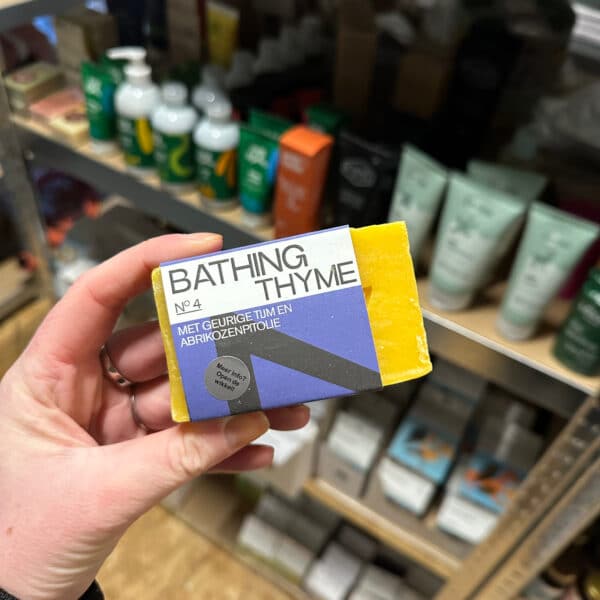 BATHING
THYME
Nº 4
MET GEURIGE TIJM EN
ABRIKOZENPITOLIE
Meer info?
Open de
wikkel!